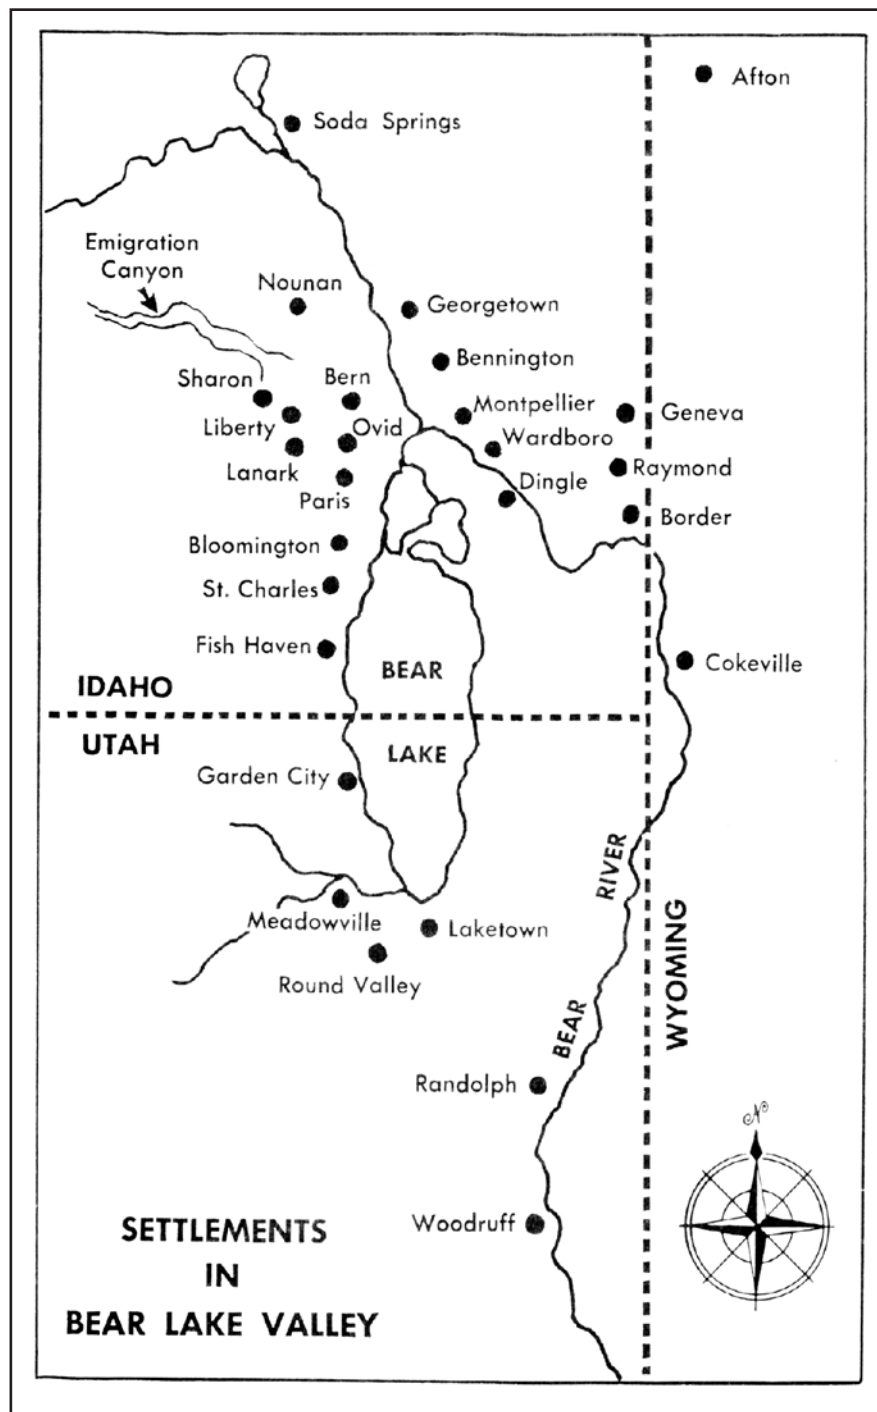 Afton
Soda Springs
Emigration
Canyon
Nounan
Georgetown
Bennington
Sharon
Bern
Montpellier
Geneva
Liberty
Ovid
Wardboro
Lanark
Raymond
Paris
Dingle
Border
Bloomington
St. Charles
Fish Haven
BEAR
Cokeville
IDAHO
UTAH
LAKE
Garden City
RIVER
Meadowville
Laketown
WYOMING
Round Valley
BEAR
Randolph
N
Woodruff
SETTLEMENTS
IN
BEAR LAKE VALLEY